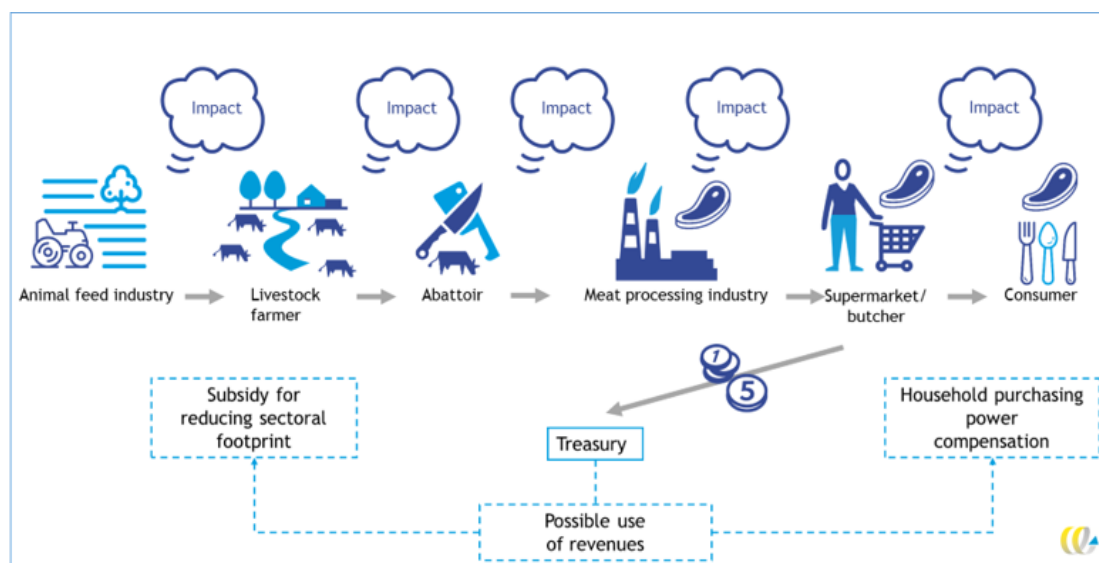 Impact
Impact
Impact
Impact
Impact
Animal feed industry
Livestock
farmer
Abattoir
Meat processing industry
Supermarket/
butcher
Consumer
1
5
Subsidy for
reducing sectoral
footprint
Treasury
Household purchasing
power
compensation
Possible use
of revenues